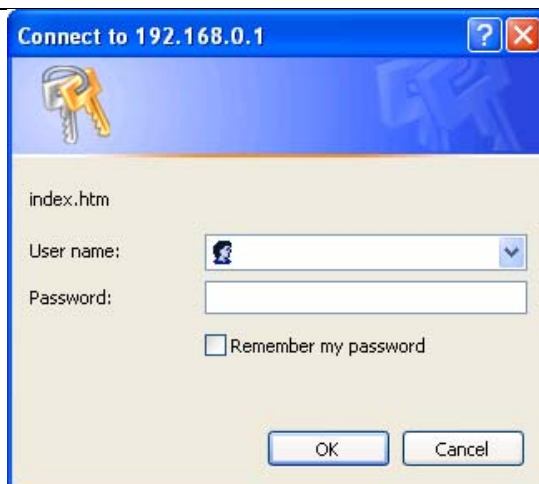 Connect to 192.168.0.1
?
index.htm
User name:
Password:
Remember my password
OK
Cancel